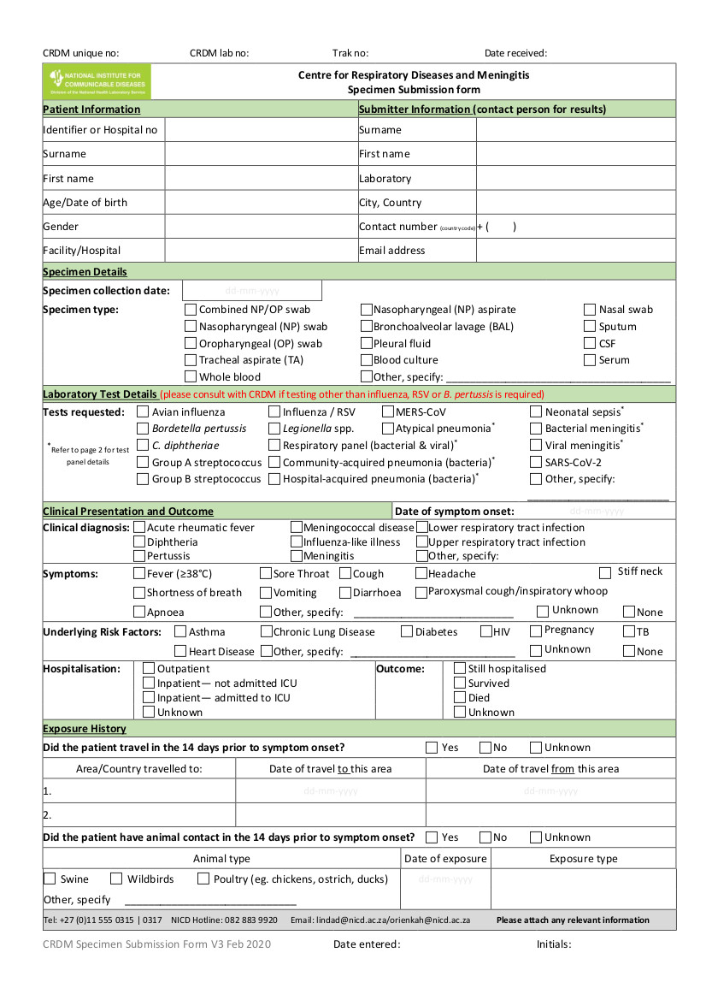 CRDM unique no: CRDM lab no: Trak no: Date received:
NATIONAL INSTITUTE FOR
COMMUNICABLE DISEASES
Division of the National Health Laboratory Service
Centre for Respiratory Diseases and Meningitis
Specimen Submission form
Patient Information Submitter Information (contact person for results)
Identifier or Hospital no Surname
Surname First name
First name Laboratory
Age/Date of birth City, Country
Gender Contact number (country code) + ( )
Facility/Hospital Email address
Specimen Details
Specimen collection date: dd-mm-yyyy
Specimen type: Combined NP/OP swab Nasopharyngeal (NP) aspirate Nasal swab
Nasopharyngeal (NP) swab Bronchoalveolar lavage (BAL) Sputum
Oropharyngeal (OP) swab Pleural fluid CSF
Tracheal aspirate (TA) Blood culture Serum
Whole blood Other, specify: ______________________________________
Laboratory Test Details (please consult with CRDM if testing other than influenza, RSV or B. pertussis is required)
Tests requested: Avian influenza Influenza / RSV MERS-CoV Neonatal sepsis*
Bordetella pertussis Legionella spp. Atypical pneumonia* Bacterial meningitis*
*Refer to page 2 for test C. diphtheriae Respiratory panel (bacterial & viral)* Viral meningitis*
panel details Group A streptococcus Community-acquired pneumonia (bacteria)* SARS-CoV-2
Group B streptococcus Hospital-acquired pneumonia (bacteria)* Other, specify:
________________________
Clinical Presentation and Outcome Date of symptom onset: dd-mm-yyyy
Clinical diagnosis: Acute rheumatic fever Meningococcal disease Lower respiratory tract infection
Diphtheria Influenza-like illness Upper respiratory tract infection
Pertussis Meningitis Other, specify:
Symptoms: Fever (≥38°C) Sore Throat Cough Headache Stiff neck
Shortness of breath Vomiting Diarrhoea Paroxysmal cough/inspiratory whoop
Apnoea Other, specify: ___________________________ Unknown None
Underlying Risk Factors: Asthma Chronic Lung Disease Diabetes HIV Pregnancy TB
Heart Disease Other, specify: ____________________________ Unknown None
Hospitalisation: Outpatient Outcome: Still hospitalised
Inpatient— not admitted ICU Survived
Inpatient— admitted to ICU Died
Unknown Unknown
Exposure History
Did the patient travel in the 14 days prior to symptom onset? Yes No Unknown
Area/Country travelled to: Date of travel to this area Date of travel from this area
1. dd-mm-yyyy dd-mm-yyyy
2.
Did the patient have animal contact in the 14 days prior to symptom onset? Yes No Unknown
Animal type Date of exposure Exposure type
Swine Wildbirds Poultry (eg. chickens, ostrich, ducks) dd-mm-yyyy
Other, specify _____________________________
Tel: +27 (0)11 555 0315 | 0317 NICD Hotline: 082 883 9920 Email: lindad@nicd.ac.za/orienkah@nicd.ac.za Please attach any relevant information
CRDM Specimen Submission Form V3 Feb 2020 Date entered: Initials: